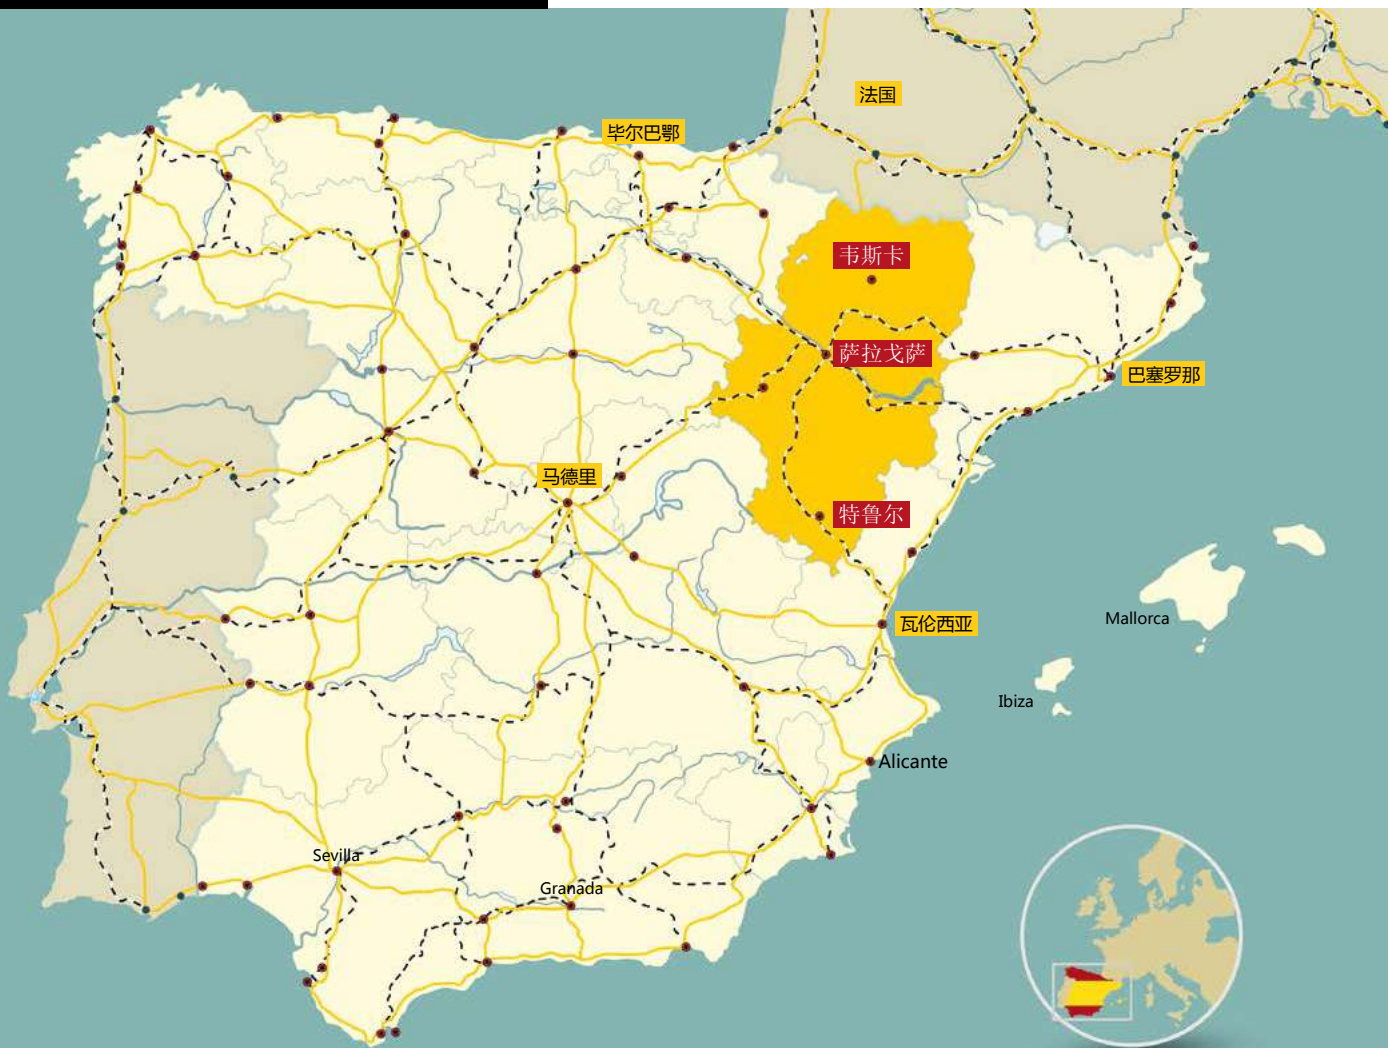 法国
毕尔巴鄂
韦斯卡
萨拉戈萨
巴塞罗那
马德里
特鲁尔
瓦伦西亚
Mallorca
Ibiza
Alicante
Sevilla
Granada